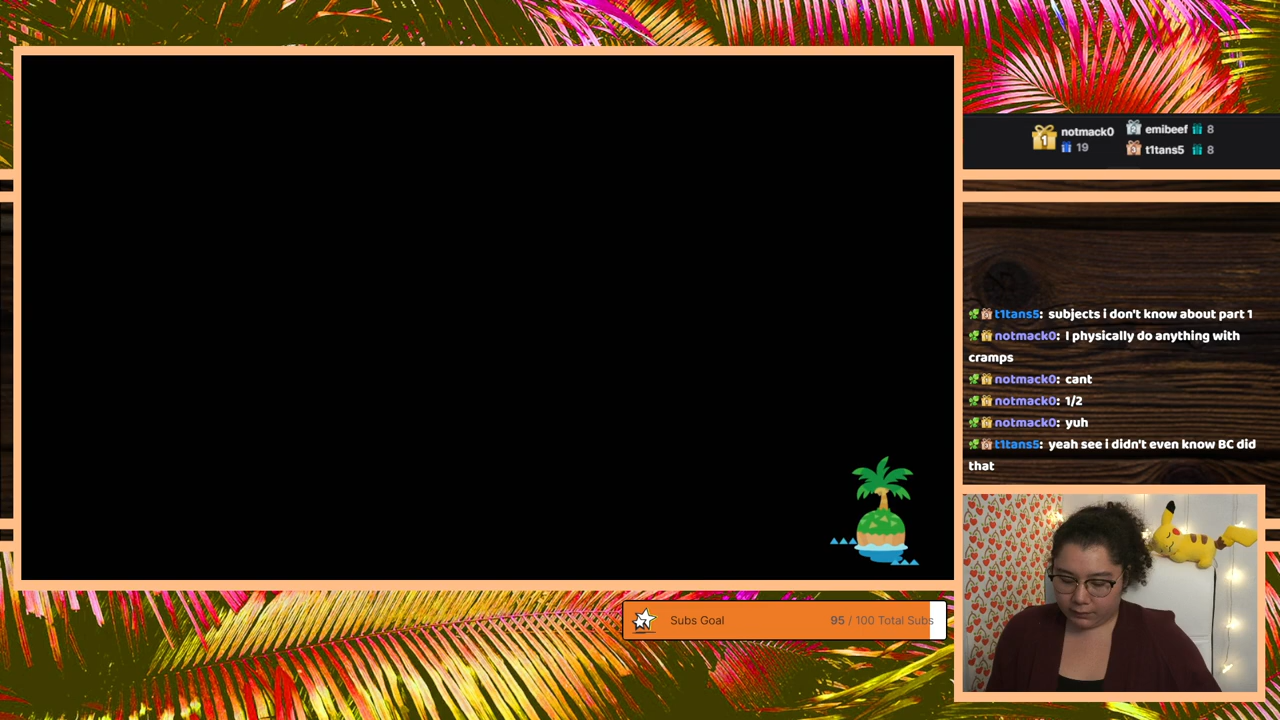 notmack0
19
emibeef 8
t1tans5 8
t1tans5: subjects i don't know about part 1
notmack0: I physically do anything with
cramps
notmack0: cant
notmack0: 1/2
notmack0: yuh
t1tans5: yeah see i didn't even know BC did
that
Subs Goal
95 / 100 Total Subs